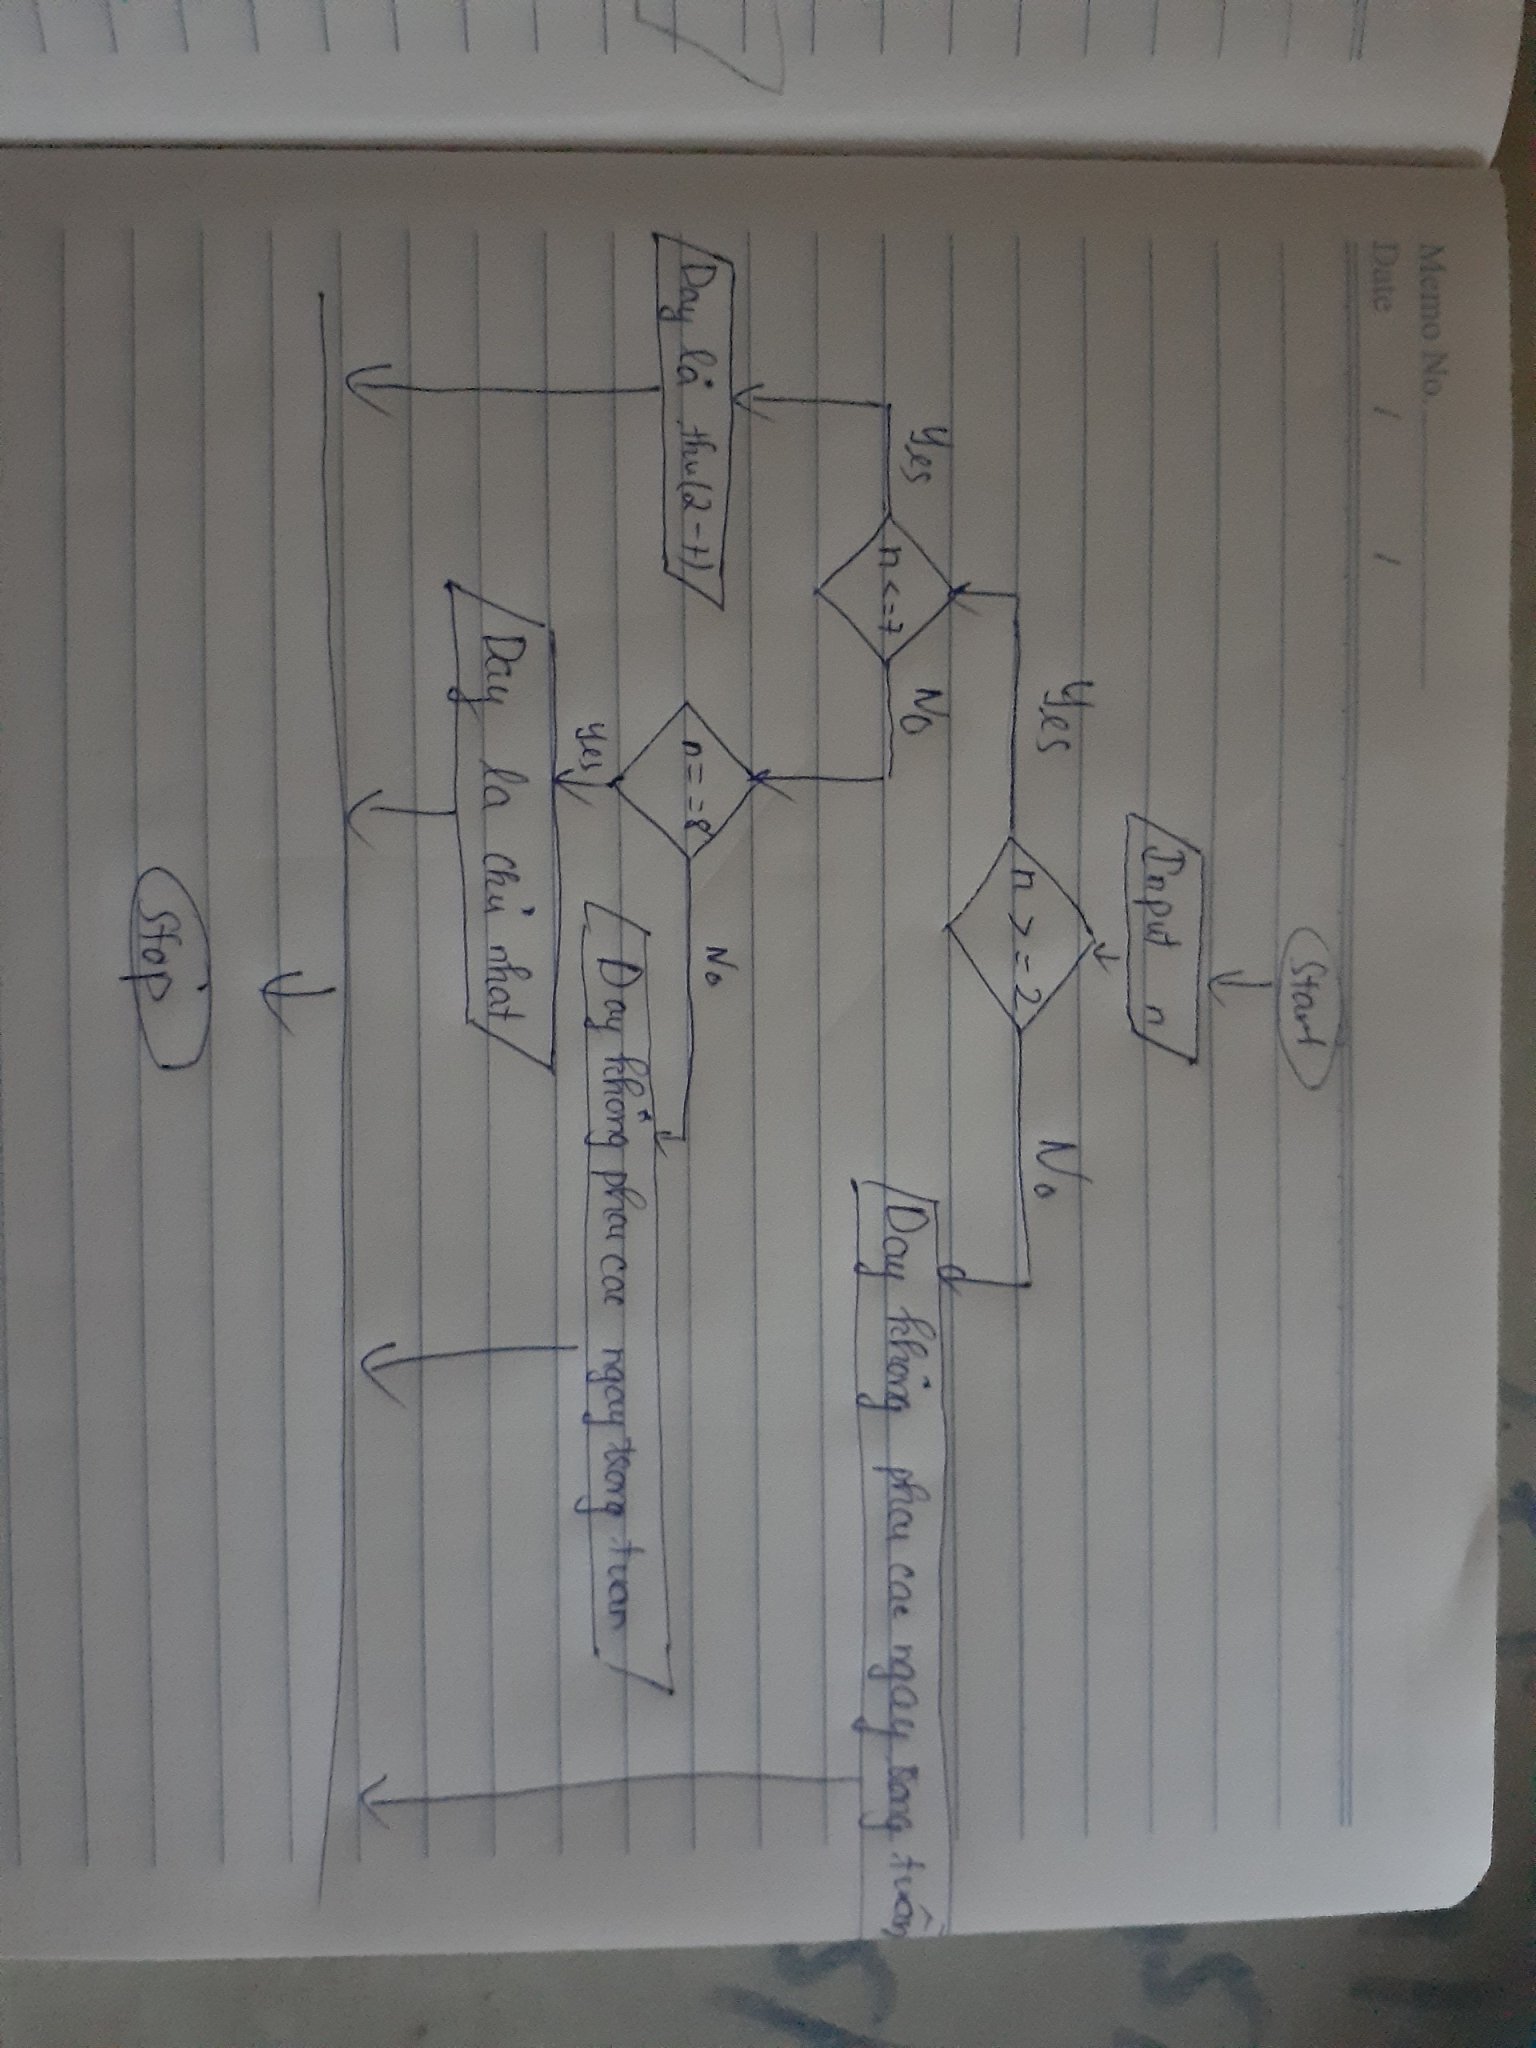 Memo No.
Date / /
Start
Input n
n >= 2
Yes
No
n <= 7
Yes
No
Day không phai cac ngay trong tuần
Day là thu (2-7)
n == 8
No
yes
Day không phai cac ngay trong tuan
Day la chủ nhat
Stop